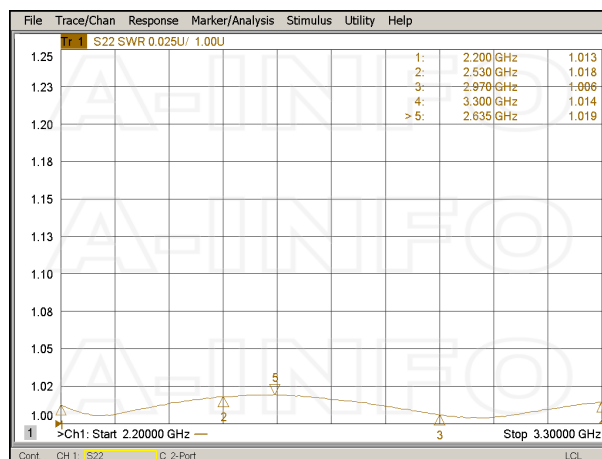 File Trace/Chan Response Marker/Analysis Stimulus Utility Help
Tr 1 S22 SWR 0.025U/ 1.00U
1: 2.200 GHz 1.013
2: 2.530 GHz 1.018
3: 2.970 GHz 1.006
4: 3.300 GHz 1.014
> 5: 2.635 GHz 1.019
1.25
1.23
1.20
1.18
1.15
1.13
1.10
1.08
1.05
1.02
1.00
A-INFO A-INFO
A-INFO A-INFO
A-INFO A-INFO
5
2
3
1 >Ch1: Start 2.20000 GHz — Stop 3.30000 GHz
Cont CH 1: S22 C 2-Port LCL